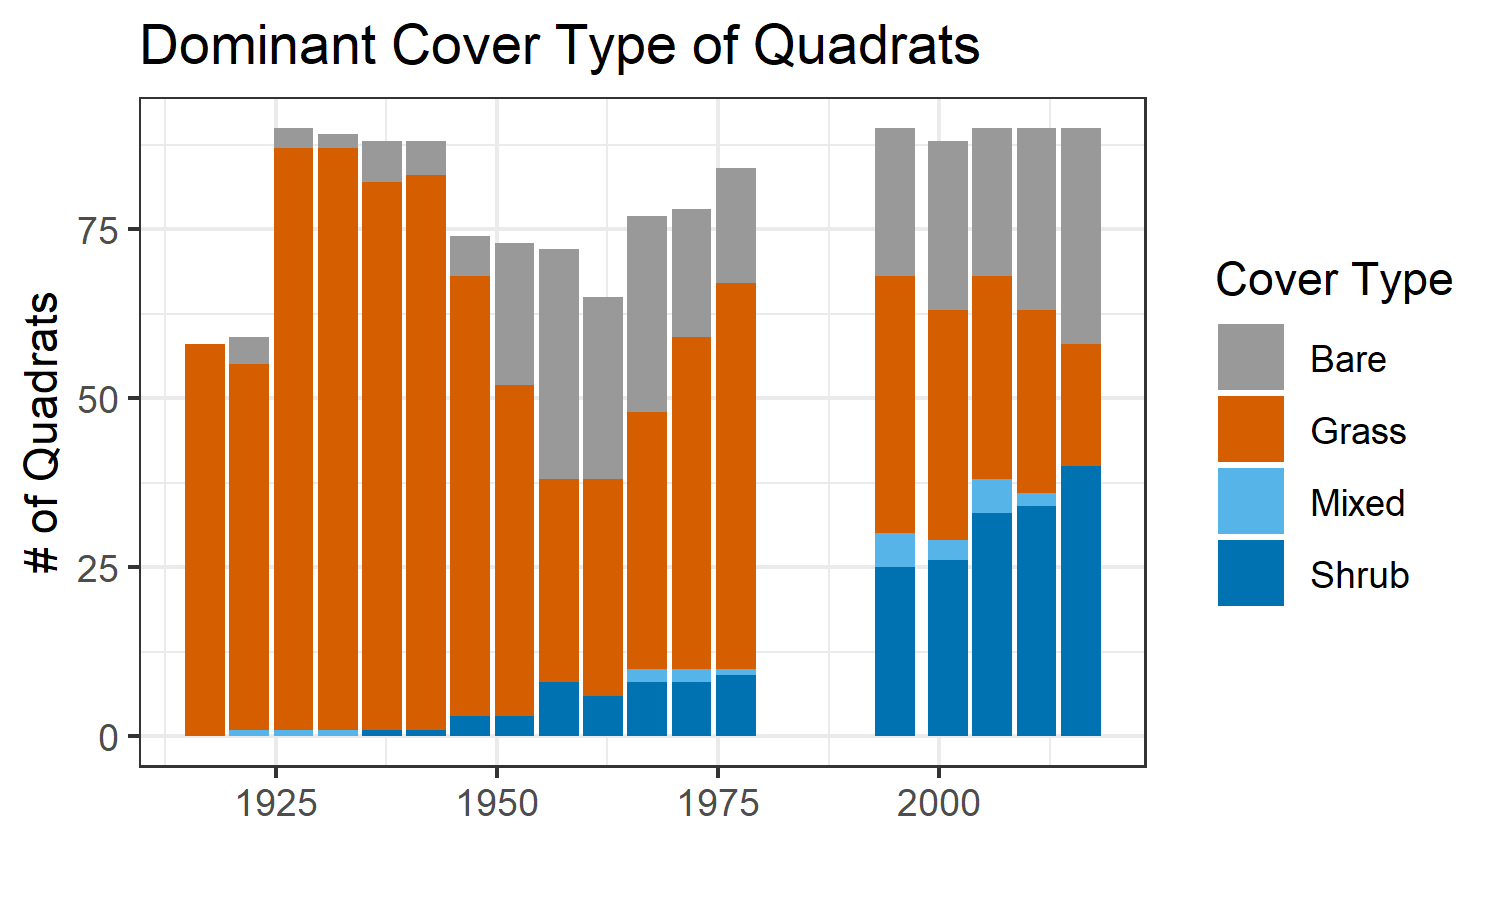 Dominant Cover Type of Quadrats
# of Quadrats
75
50
25
0
1925 1950 1975 2000
Cover Type
Bare
Grass
Mixed
Shrub